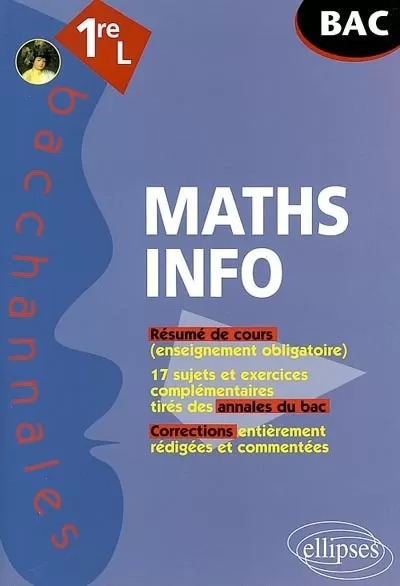 1re
L
BAC
bacchannales
MATHS
INFO
Résumé de cours
(enseignement obligatoire)
17 sujets et exercices
complémentaires
tirés des annales du bac
Corrections entièrement
rédigées et commentées
ellipses